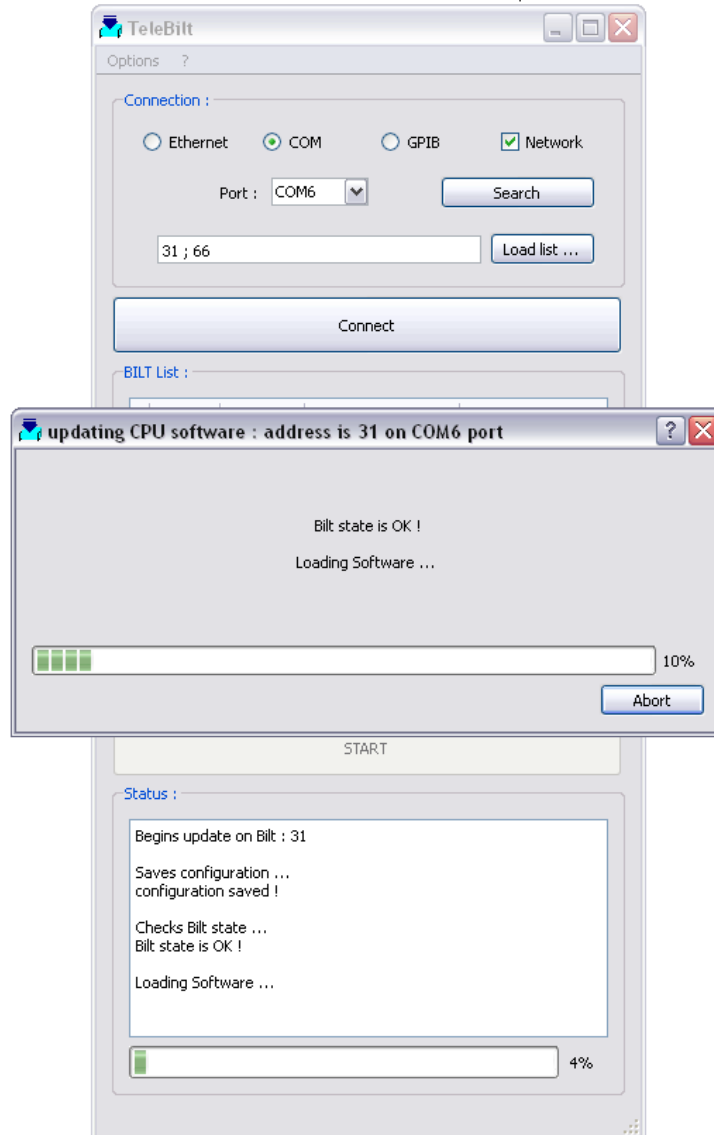 TeleBilt
Options ?
Connection :
Ethernet COM GPIB Network
Port : COM6 Search
31 ; 66 Load list ...
Connect
BILT List :
updating CPU software : address is 31 on COM6 port
Bilt state is OK !
Loading Software ...
10%
Abort
START
Status :
Begins update on Bilt : 31
Saves configuration ...
configuration saved !
Checks Bilt state ...
Bilt state is OK !
Loading Software ...
4%